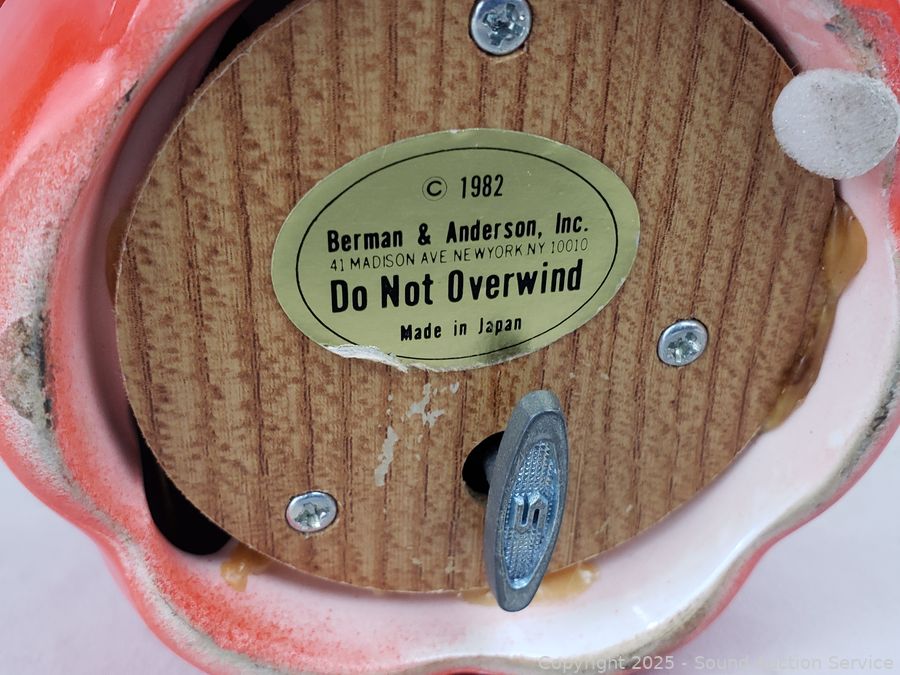 © 1982
Berman & Anderson, Inc.
41 MADISON AVE NEWYORK NY 10010
Do Not Overwind
Made in Japan
S
Copyright 2025 - Sound Auction Service